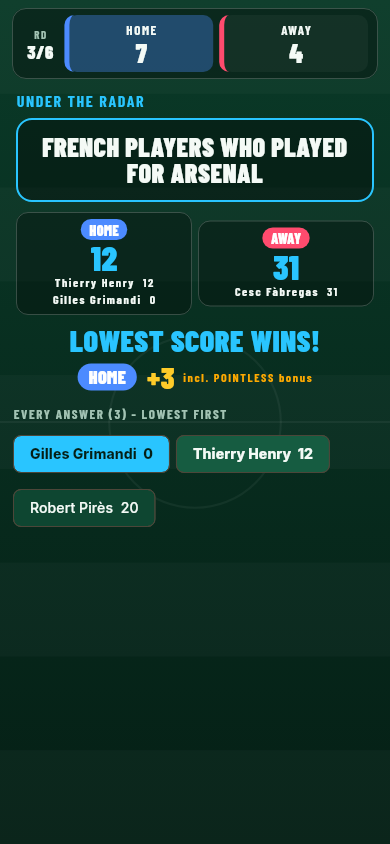 RD
3/6
HOME
7
AWAY
4
UNDER THE RADAR
FRENCH PLAYERS WHO PLAYED
FOR ARSENAL
HOME
12
Thierry Henry 12
Gilles Grimandi 0
AWAY
31
Cesc Fàbregas 31
LOWEST SCORE WINS!
HOME +3 incl. POINTLESS bonus
EVERY ANSWER (3) - LOWEST FIRST
Gilles Grimandi 0
Thierry Henry 12
Robert Pirès 20